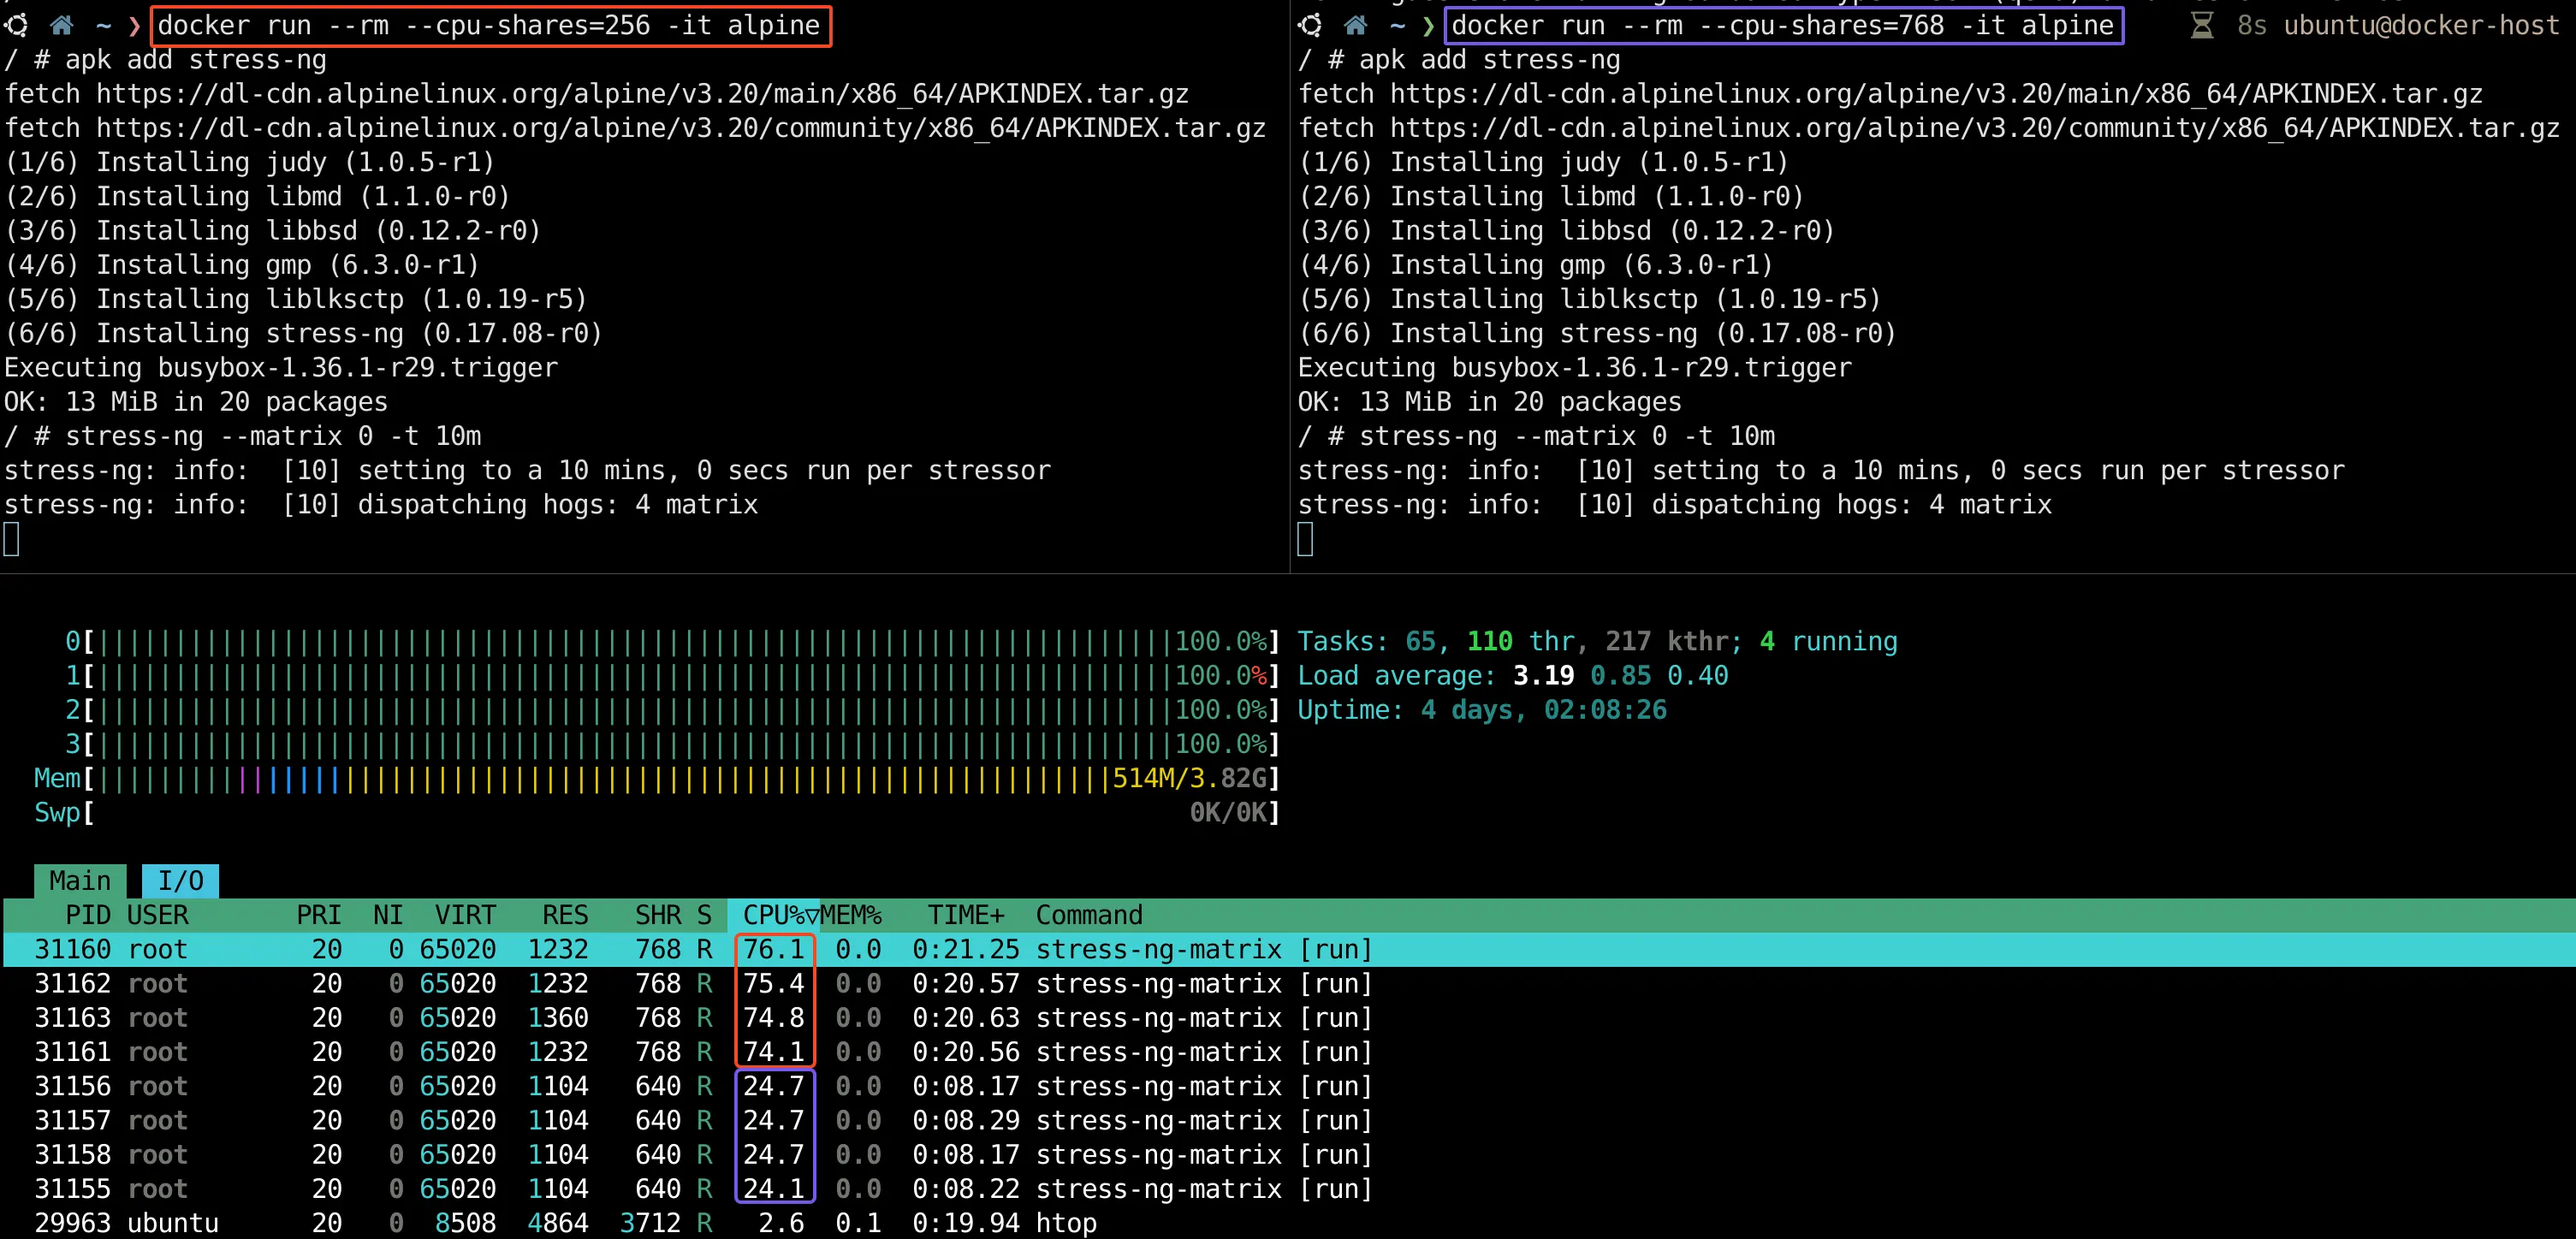 ~ ❯ docker run --rm --cpu-shares=256 -it alpine
/ # apk add stress-ng
fetch https://dl-cdn.alpinelinux.org/alpine/v3.20/main/x86_64/APKINDEX.tar.gz
fetch https://dl-cdn.alpinelinux.org/alpine/v3.20/community/x86_64/APKINDEX.tar.gz
(1/6) Installing judy (1.0.5-r1)
(2/6) Installing libmd (1.1.0-r0)
(3/6) Installing libbsd (0.12.2-r0)
(4/6) Installing gmp (6.3.0-r1)
(5/6) Installing liblksctp (1.0.19-r5)
(6/6) Installing stress-ng (0.17.08-r0)
Executing busybox-1.36.1-r29.trigger
OK: 13 MiB in 20 packages
/ # stress-ng --matrix 0 -t 10m
stress-ng: info:  [10] setting to a 10 mins, 0 secs run per stressor
stress-ng: info:  [10] dispatching hogs: 4 matrix
~ ❯ docker run --rm --cpu-shares=768 -it alpine 8s ubuntu@docker-host
/ # apk add stress-ng
fetch https://dl-cdn.alpinelinux.org/alpine/v3.20/main/x86_64/APKINDEX.tar.gz
fetch https://dl-cdn.alpinelinux.org/alpine/v3.20/community/x86_64/APKINDEX.tar.gz
(1/6) Installing judy (1.0.5-r1)
(2/6) Installing libmd (1.1.0-r0)
(3/6) Installing libbsd (0.12.2-r0)
(4/6) Installing gmp (6.3.0-r1)
(5/6) Installing liblksctp (1.0.19-r5)
(6/6) Installing stress-ng (0.17.08-r0)
Executing busybox-1.36.1-r29.trigger
OK: 13 MiB in 20 packages
/ # stress-ng --matrix 0 -t 10m
stress-ng: info:  [10] setting to a 10 mins, 0 secs run per stressor
stress-ng: info:  [10] dispatching hogs: 4 matrix
0[100.0%] Tasks: 65, 110 thr, 217 kthr; 4 running
1[100.0%] Load average: 3.19 0.85 0.40
2[100.0%] Uptime: 4 days, 02:08:26
3[100.0%]
Mem[514M/3.82G]
Swp[0K/0K]
Main I/O
PID USER PRI NI VIRT RES SHR S CPU%▽MEM% TIME+ Command
31160 root 20 0 65020 1232 768 R 76.1 0.0 0:21.25 stress-ng-matrix [run]
31162 root 20 0 65020 1232 768 R 75.4 0.0 0:20.57 stress-ng-matrix [run]
31163 root 20 0 65020 1360 768 R 74.8 0.0 0:20.63 stress-ng-matrix [run]
31161 root 20 0 65020 1232 768 R 74.1 0.0 0:20.56 stress-ng-matrix [run]
31156 root 20 0 65020 1104 640 R 24.7 0.0 0:08.17 stress-ng-matrix [run]
31157 root 20 0 65020 1104 640 R 24.7 0.0 0:08.29 stress-ng-matrix [run]
31158 root 20 0 65020 1104 640 R 24.7 0.0 0:08.17 stress-ng-matrix [run]
31155 root 20 0 65020 1104 640 R 24.1 0.0 0:08.22 stress-ng-matrix [run]
29963 ubuntu 20 0 8508 4864 3712 R 2.6 0.1 0:19.94 htop